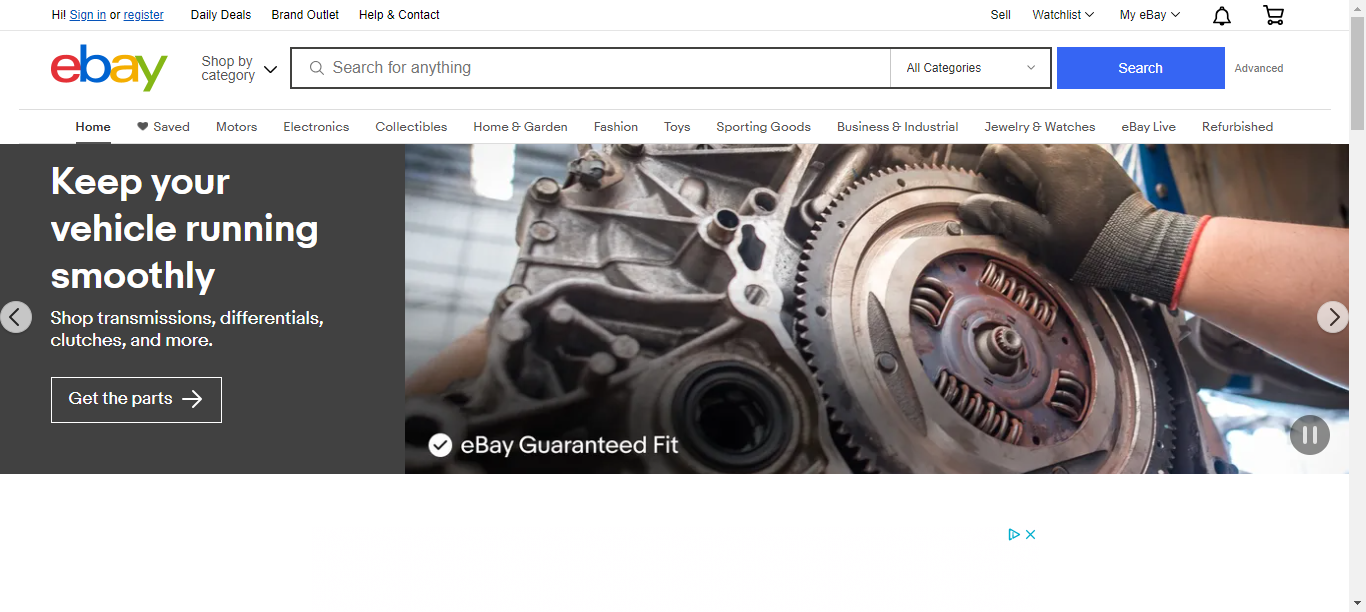 Hi! Sign in or register Daily Deals Brand Outlet Help & Contact Sell Watchlist My eBay
ebay
Shop by
category
Search for anything
All Categories
Search
Advanced
Home Saved Motors Electronics Collectibles Home & Garden Fashion Toys Sporting Goods Business & Industrial Jewelry & Watches eBay Live Refurbished
Keep your
vehicle running
smoothly
Shop transmissions, differentials,
clutches, and more.
Get the parts
eBay Guaranteed Fit